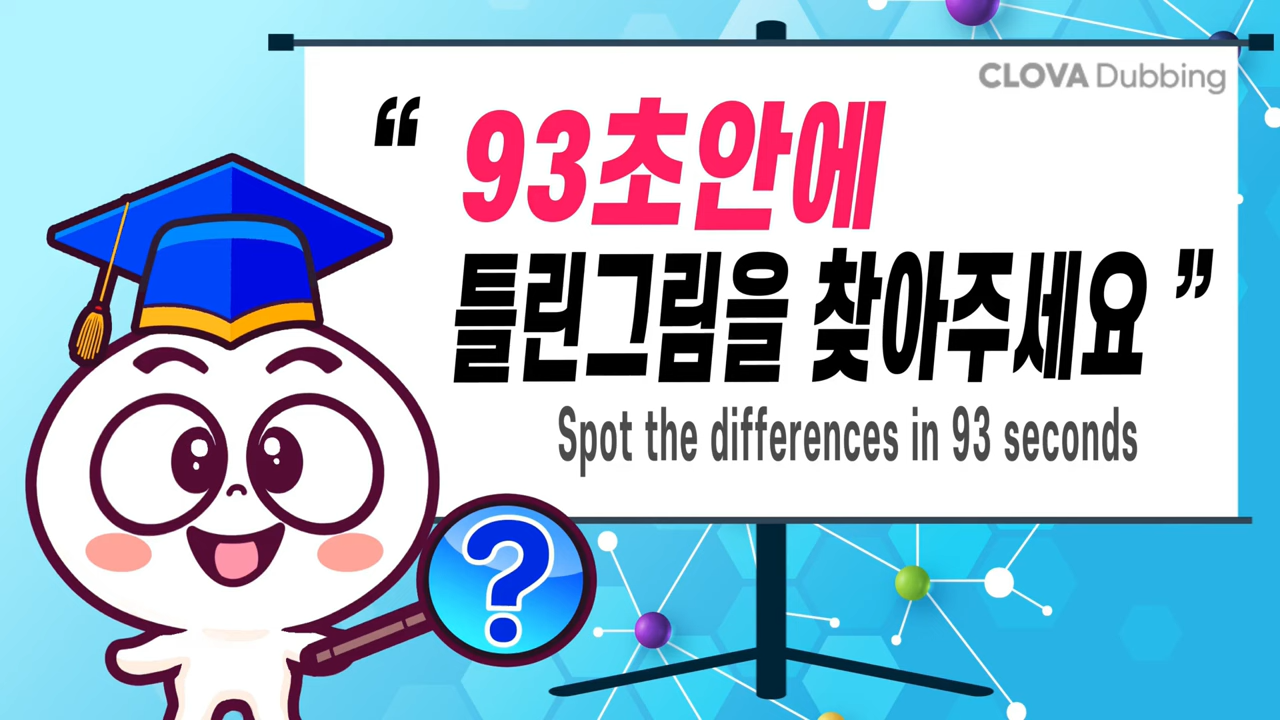 CLOVA Dubbing
“ 93초안에
틀린그림을 찾아주세요 ”
Spot the differences in 93 seconds
?